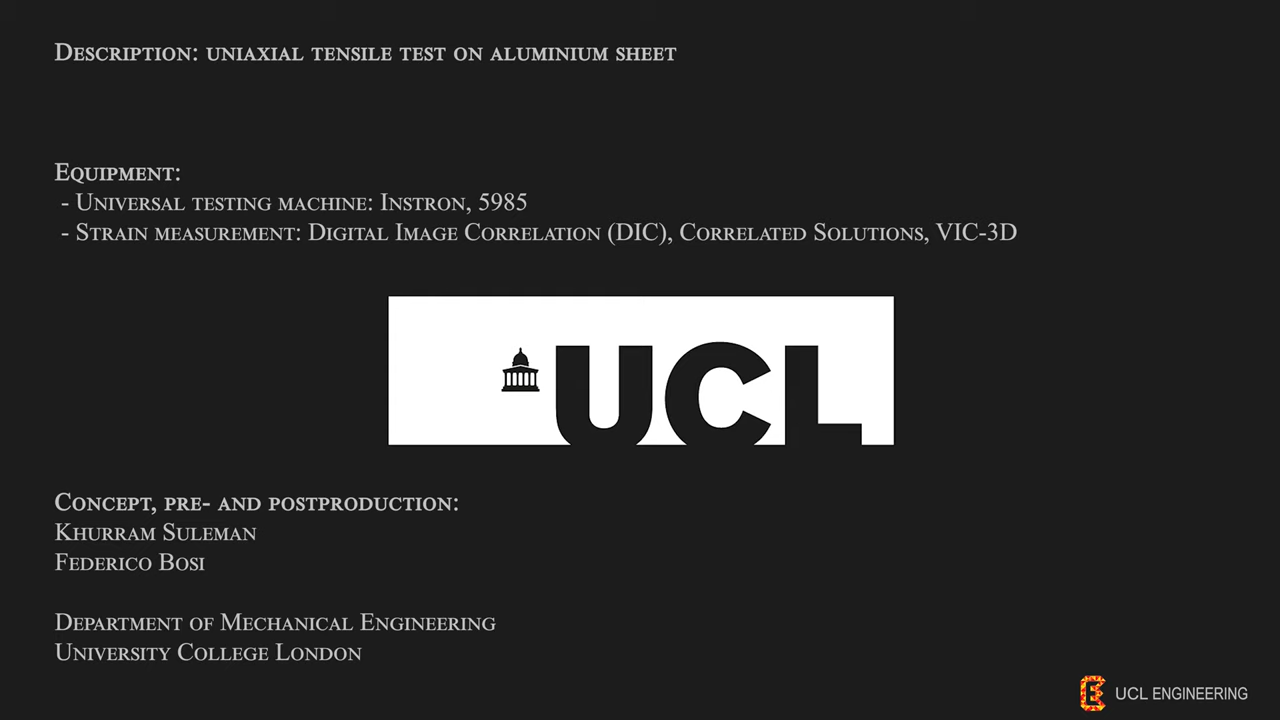 Description: uniaxial tensile test on aluminium sheet
Equipment:
- Universal testing machine: Instron, 5985
- Strain measurement: Digital Image Correlation (DIC), Correlated Solutions, VIC-3D
UCL
Concept, pre- and postproduction:
Khurram Suleman
Federico Bosi
Department of Mechanical Engineering
University College London
UCL ENGINEERING